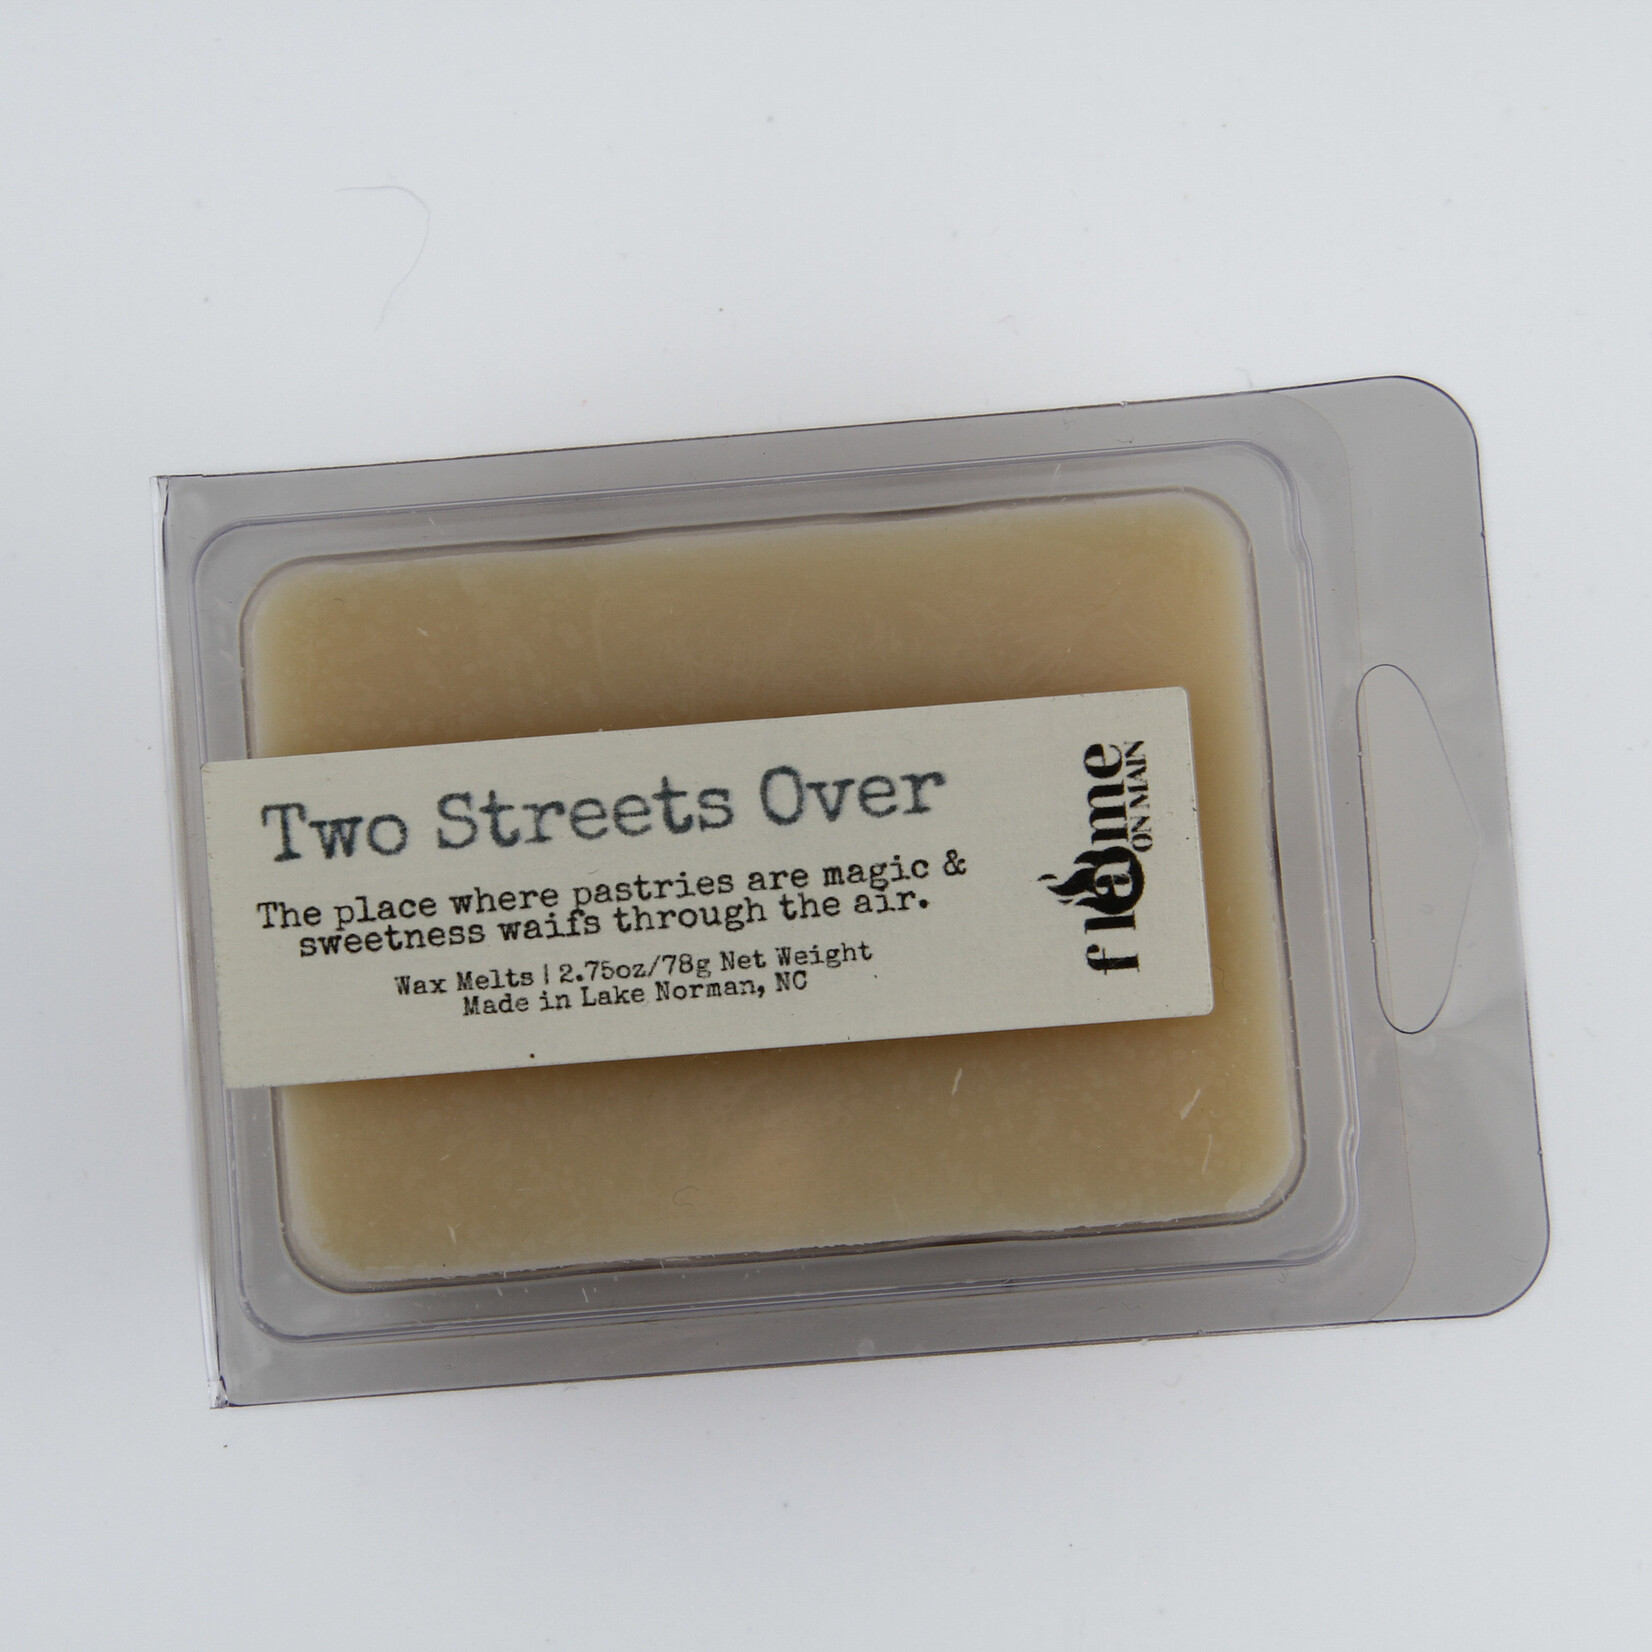 Two Streets Over
The place where pastries are magic &
sweetness waifs through the air.
Wax Melts | 2.75oz/78g Net Weight
Made in Lake Norman, NC
flame
ON MAIN